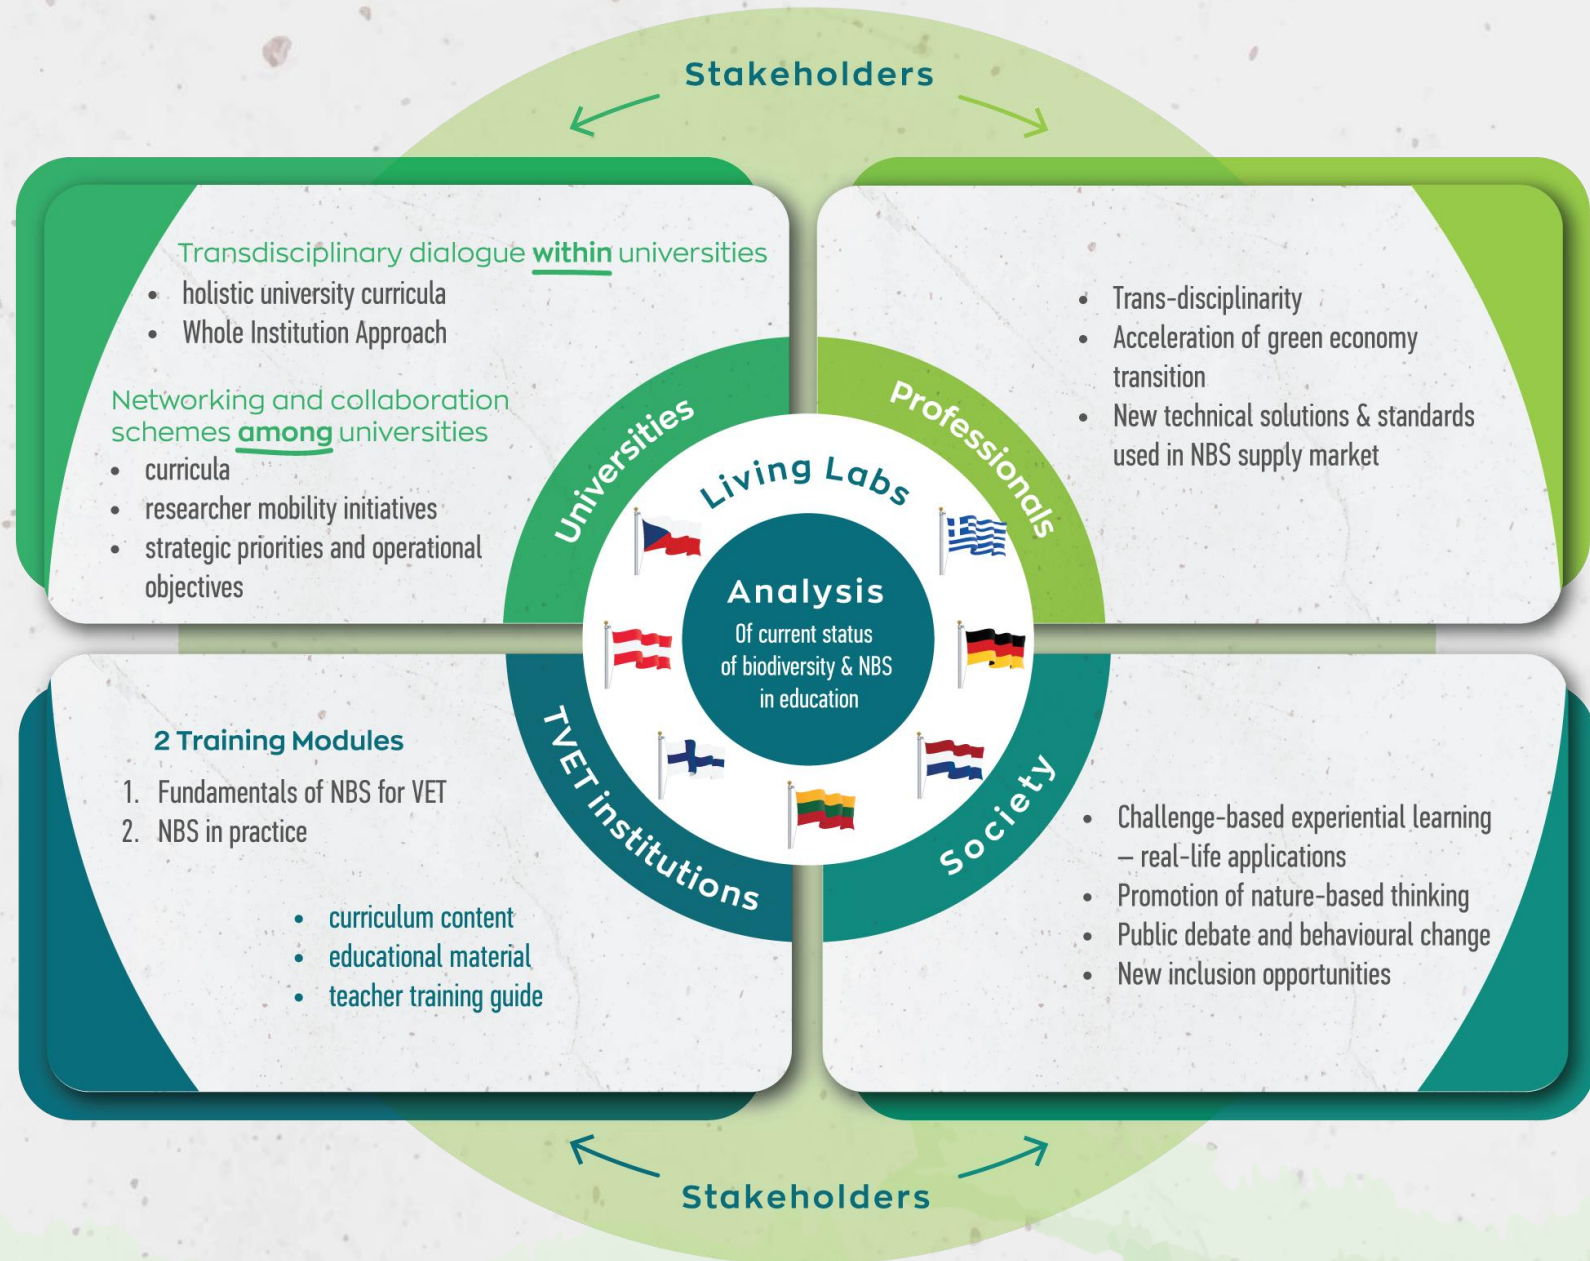 Stakeholders
Transdisciplinary dialogue within universities
• holistic university curricula
• Whole Institution Approach
Networking and collaboration
schemes among universities
• curricula
• researcher mobility initiatives
• strategic priorities and operational
objectives
• Trans-disciplinarity
• Acceleration of green economy
transition
• New technical solutions & standards
used in NBS supply market
Universities
Professionals
Living Labs
Analysis
Of current status
of biodiversity & NBS
in education
TVET institutions
Society
2 Training Modules
1. Fundamentals of NBS for VET
2. NBS in practice
• curriculum content
• educational material
• teacher training guide
• Challenge-based experiential learning
– real-life applications
• Promotion of nature-based thinking
• Public debate and behavioural change
• New inclusion opportunities
Stakeholders